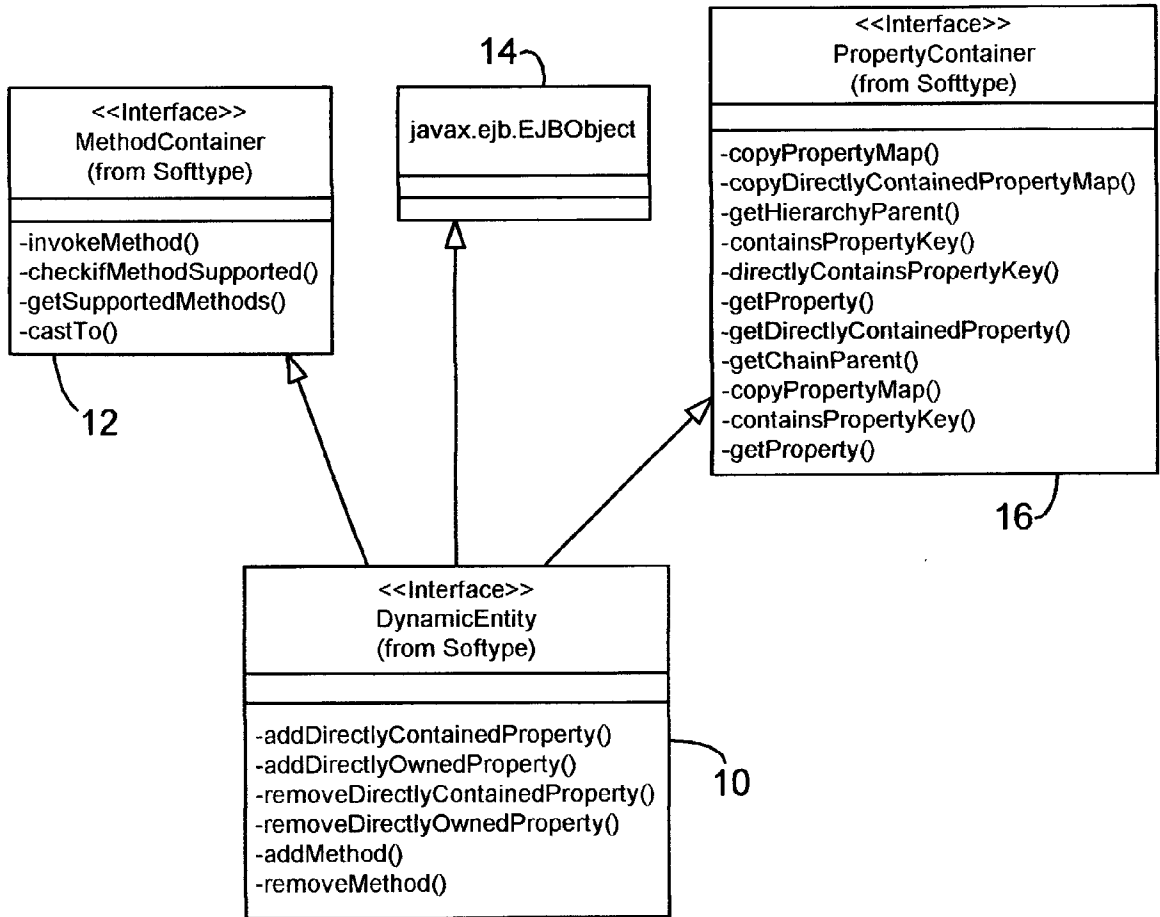 14
<<Interface>>
MethodContainer
(from Softtype)
-invokeMethod()
-checkifMethodSupported()
-getSupportedMethods()
-castTo()
12
javax.ejb.EJBObject
<<Interface>>
PropertyContainer
(from Softtype)
-copyPropertyMap()
-copyDirectlyContainedPropertyMap()
-getHierarchyParent()
-containsPropertyKey()
-directlyContainsPropertyKey()
-getProperty()
-getDirectlyContainedProperty()
-getChainParent()
-copyPropertyMap()
-containsPropertyKey()
-getProperty()
16
<<Interface>>
DynamicEntity
(from Softype)
-addDirectlyContainedProperty()
-addDirectlyOwnedProperty()
-removeDirectlyContainedProperty()
-removeDirectlyOwnedProperty()
-addMethod()
-removeMethod()
10